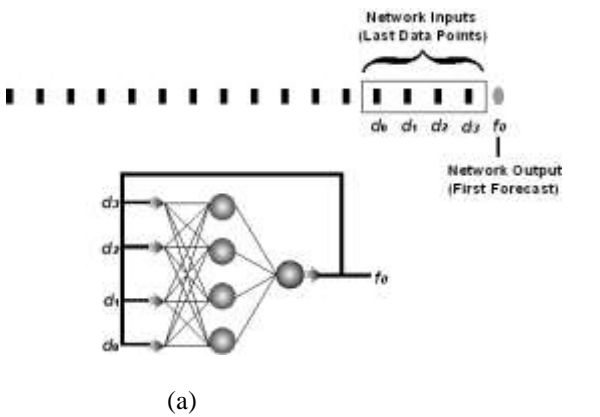 Network Inputs
(Last Data Points)
d₀ d₁ d₂ d₃ f₀
Network Output
(First Forecast)
d₃
d₂
d₁
d₀
f₀
(a)